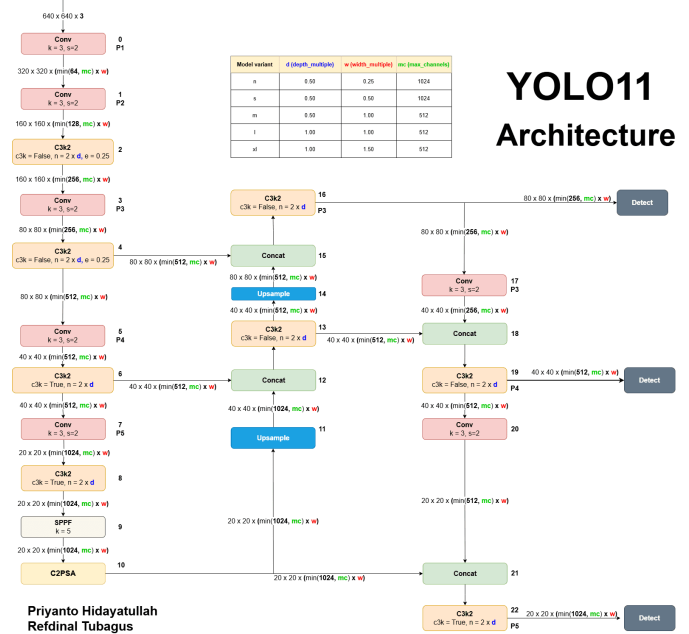 640 x 640 x 3
Conv
k = 3, s=2
0
P1
320 x 320 x (min(64, mc) x w)
Conv
k = 3, s=2
1
P2
160 x 160 x (min(128, mc) x w)
C3k2
c3k = False, n = 2 x d, e = 0.25
2
160 x 160 x (min(256, mc) x w)
Conv
k = 3, s=2
3
P3
80 x 80 x (min(256, mc) x w)
C3k2
c3k = False, n = 2 x d, e = 0.25
4
80 x 80 x (min(512, mc) x w)
80 x 80 x (min(512, mc) x w)
Conv
k = 3, s=2
5
P4
40 x 40 x (min(512, mc) x w)
C3k2
c3k = True, n = 2 x d
6
40 x 40 x (min(512, mc) x w)
40 x 40 x (min(512, mc) x w)
Conv
k = 3, s=2
7
P5
20 x 20 x (min(1024, mc) x w)
C3k2
c3k = True, n = 2 x d
8
20 x 20 x (min(1024, mc) x w)
SPPF
k = 5
9
20 x 20 x (min(1024, mc) x w)
C2PSA
10
20 x 20 x (min(1024, mc) x w)
Priyanto Hidayatullah
Refdinal Tubagus
Model variant d (depth_multiple) w (width_multiple) mc (max_channels)
n 0.50 0.25 1024
s 0.50 0.50 1024
m 0.50 1.00 512
l 1.00 1.00 512
xl 1.00 1.50 512
YOLO11
Architecture
C3k2
c3k = False, n = 2 x d
16
P3
80 x 80 x (min(256, mc) x w)
Detect
Concat
15
80 x 80 x (min(512, mc) x w)
Upsample
14
40 x 40 x (min(512, mc) x w)
C3k2
c3k = False, n = 2 x d
13
40 x 40 x (min(512, mc) x w)
Concat
12
40 x 40 x (min(1024, mc) x w)
Upsample
11
20 x 20 x (min(1024, mc) x w)
80 x 80 x (min(256, mc) x w)
Conv
k = 3, s=2
17
P3
40 x 40 x (min(256, mc) x w)
Concat
18
C3k2
c3k = False, n = 2 x d
19
P4
40 x 40 x (min(512, mc) x w)
Detect
40 x 40 x (min(512, mc) x w)
Conv
k = 3, s=2
20
20 x 20 x (min(512, mc) x w)
Concat
21
C3k2
c3k = True, n = 2 x d
22
P5
20 x 20 x (min(1024, mc) x w)
Detect